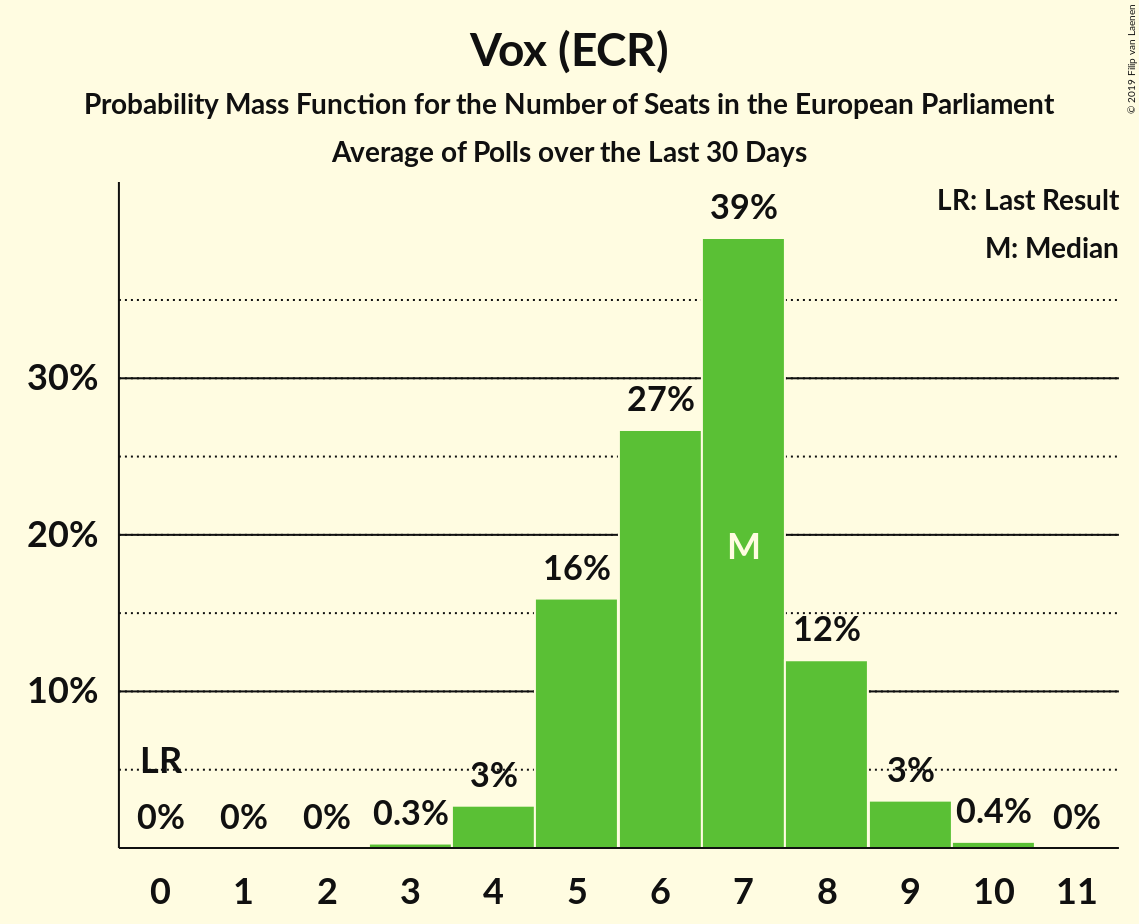 Vox (ECR)
Probability Mass Function for the Number of Seats in the European Parliament
Average of Polls over the Last 30 Days
© 2019 Filip van Laenen
LR: Last Result
M: Median
39%
30%
27%
20%
M
16%
12%
10%
LR
3%
3%
0%
0%
0%
0.3%
0.4%
0%
0 1 2 3 4 5 6 7 8 9 10 11